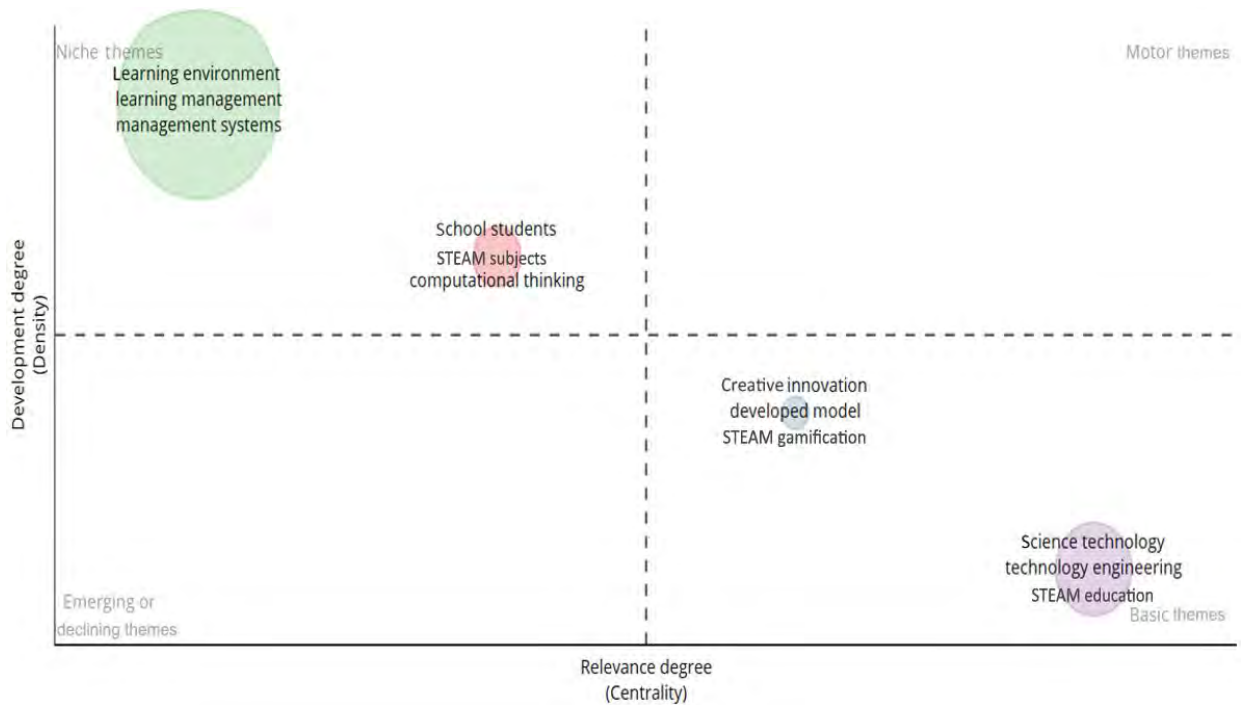 Niche themes
Motor themes
Learning environment
learning management
management systems
School students
STEAM subjects
computational thinking
Development degree
(Density)
Creative innovation
developed model
STEAM gamification
Science technology
technology engineering
STEAM education
Emerging or
declining themes
Basic themes
Relevance degree
(Centrality)